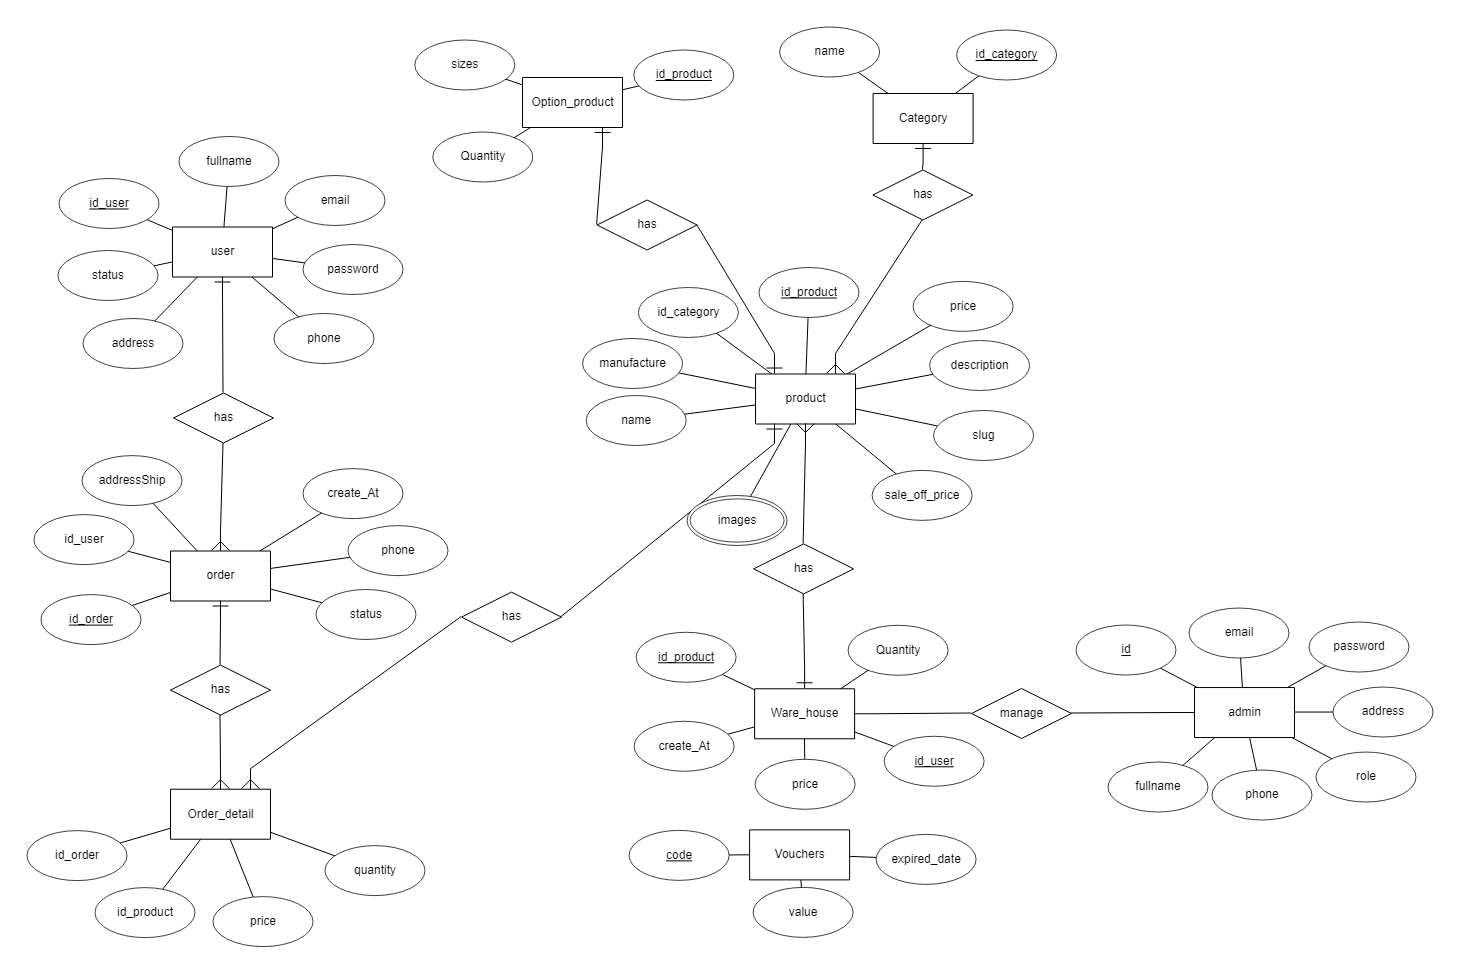 name
id_category
sizes
id_product
Option_product
Category
Quantity
has
has
fullname
id_user
email
user
status
password
address
phone
id_product
id_category
price
manufacture
description
product
name
slug
sale_off_price
images
has
addressShip
create_At
id_user
phone
order
id_order
status
has
has
has
id_product
Quantity
Ware_house
create_At
id_user
price
manage
id
email
password
admin
address
fullname
phone
role
Order_detail
id_order
quantity
id_product
price
code
Vouchers
expired_date
value